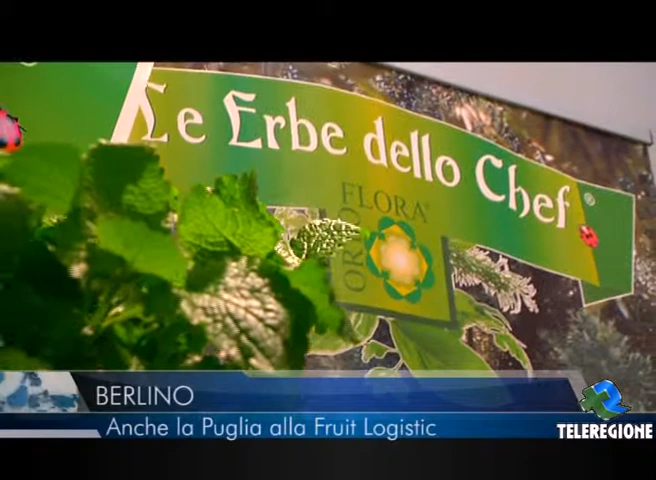 Le Erbe dello Chef®
FLORA®
ORTO
BERLINO
Anche la Puglia alla Fruit Logistic
TELEREGIONE